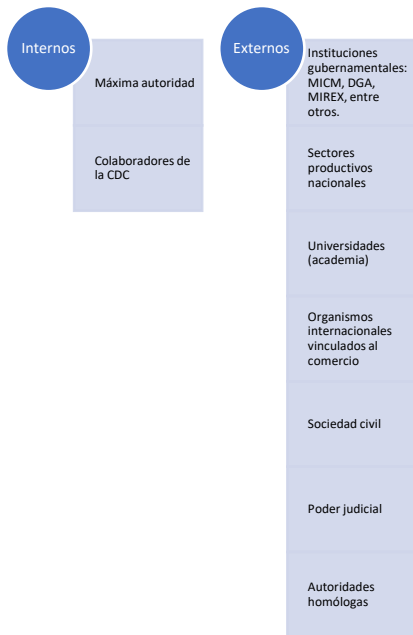 Internos
Máxima autoridad
Colaboradores de
la CDC
Externos
Instituciones
gubernamentales:
MICM, DGA,
MIREX, entre
otros.
Sectores
productivos
nacionales
Universidades
(academia)
Organismos
internacionales
vinculados al
comercio
Sociedad civil
Poder judicial
Autoridades
homólogas